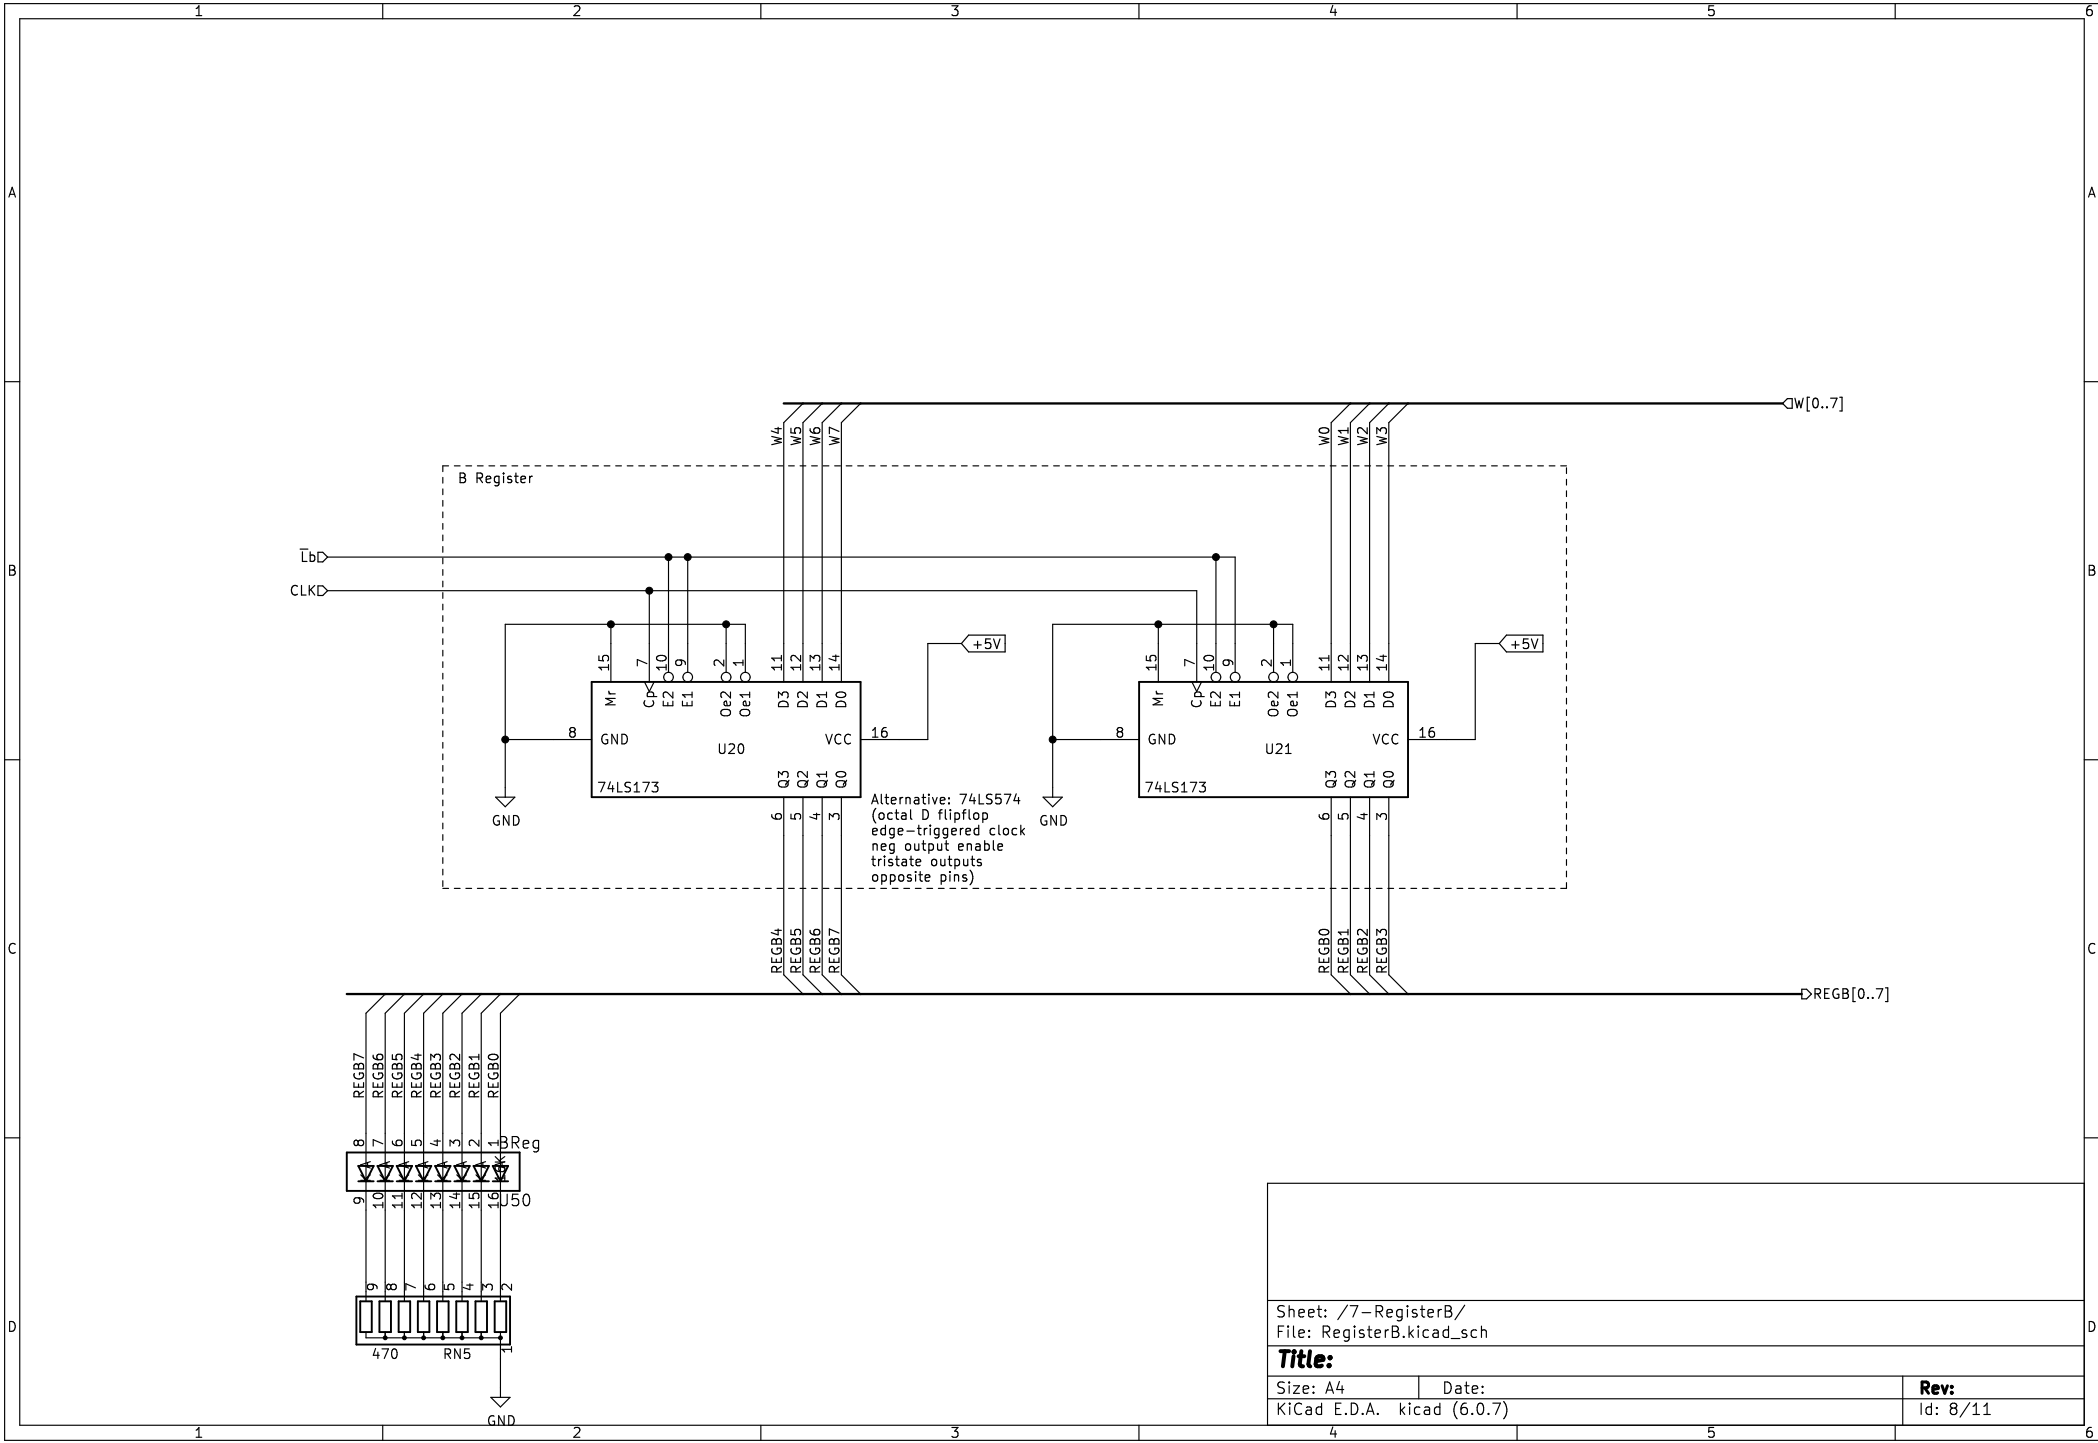 1 2 3 4 5 6
A A
W[0..7]
W4 W5 W6 W7 W0 W1 W2 W3
B Register
L̅b
B B
CLK
+5V +5V
15 7 10 9 2 1 11 12 13 14 15 7 10 9 2 1 11 12 13 14
Mr Cp E2 E1 Oe2 Oe1 D3 D2 D1 D0 Mr Cp E2 E1 Oe2 Oe1 D3 D2 D1 D0
8 GND U20 VCC 16 8 GND U21 VCC 16
Q3 Q2 Q1 Q0 Q3 Q2 Q1 Q0
74LS173 74LS173
6 5 4 3 6 5 4 3
GND GND
Alternative: 74LS574
(octal D flipflop
edge-triggered clock
neg output enable
tristate outputs
opposite pins)
C C
REGB4 REGB5 REGB6 REGB7 REGB0 REGB1 REGB2 REGB3
REGB[0..7]
REGB7 REGB6 REGB5 REGB4 REGB3 REGB2 REGB1 REGB0
8 7 6 5 4 3 2 1 BReg
A A A A A A A
9 10 11 12 13 14 15 16 U50
9 8 7 6 5 4 3 2
D D
470 RN5 1
GND
Sheet: /7-RegisterB/
File: RegisterB.kicad_sch
Title:
Size: A4 Date: Rev:
KiCad E.D.A. kicad (6.0.7) Id: 8/11
1 2 3 4 5 6